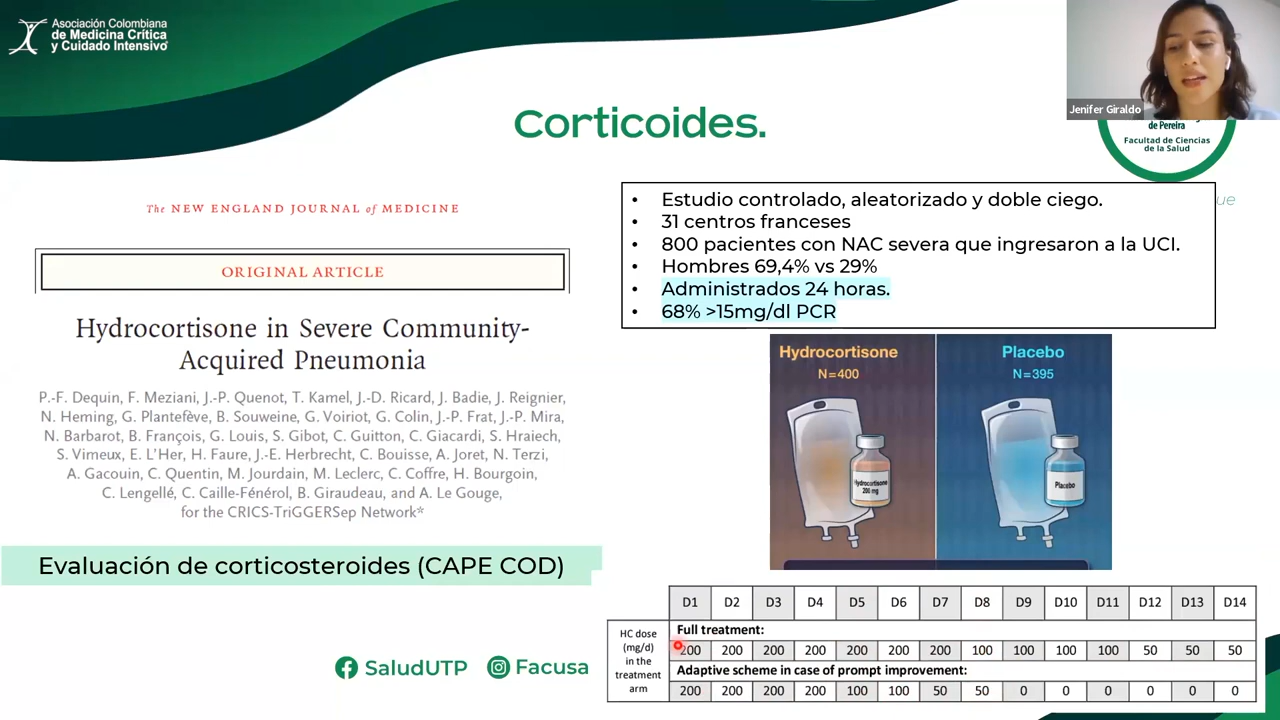 Asociación Colombiana
de Medicina Crítica
y Cuidado Intensivo
Jenifer Giraldo
de Pereira
Facultad de Ciencias
de la Salud
Corticoides.
The NEW ENGLAND JOURNAL of MEDICINE
ORIGINAL ARTICLE
Hydrocortisone in Severe Community-
Acquired Pneumonia
P.-F. Dequin, F. Meziani, J.-P. Quenot, T. Kamel, J.-D. Ricard, J. Badie, J. Reignier,
N. Heming, G. Plantefève, B. Souweine, G. Voiriot, G. Colin, J.-P. Frat, J.-P. Mira,
N. Barbarot, B. François, G. Louis, S. Gibot, C. Guitton, C. Giacardi, S. Hraiech,
S. Vimeux, E. L'Her, H. Faure, J.-E. Herbrecht, C. Bouisse, A. Joret, N. Terzi,
A. Gacouin, C. Quentin, M. Jourdain, M. Leclerc, C. Coffre, H. Bourgoin,
C. Lengellé, C. Caille-Fénérol, B. Giraudeau, and A. Le Gouge,
for the CRICS-TriGGERSep Network*
Evaluación de corticosteroides (CAPE COD)
SaludUTP Facusa
• Estudio controlado, aleatorizado y doble ciego.
• 31 centros franceses
• 800 pacientes con NAC severa que ingresaron a la UCI.
• Hombres 69,4% vs 29%
• Administrados 24 horas.
• 68% >15mg/dl PCR
Hydrocortisone Placebo
N=400 N=395
Hydrocortisone
200 mg
Placebo
D1 D2 D3 D4 D5 D6 D7 D8 D9 D10 D11 D12 D13 D14
HC dose
(mg/d)
in the
treatment
arm
Full treatment:
200 200 200 200 200 200 200 100 100 100 100 50 50 50
Adaptive scheme in case of prompt improvement:
200 200 200 200 100 100 50 50 0 0 0 0 0 0